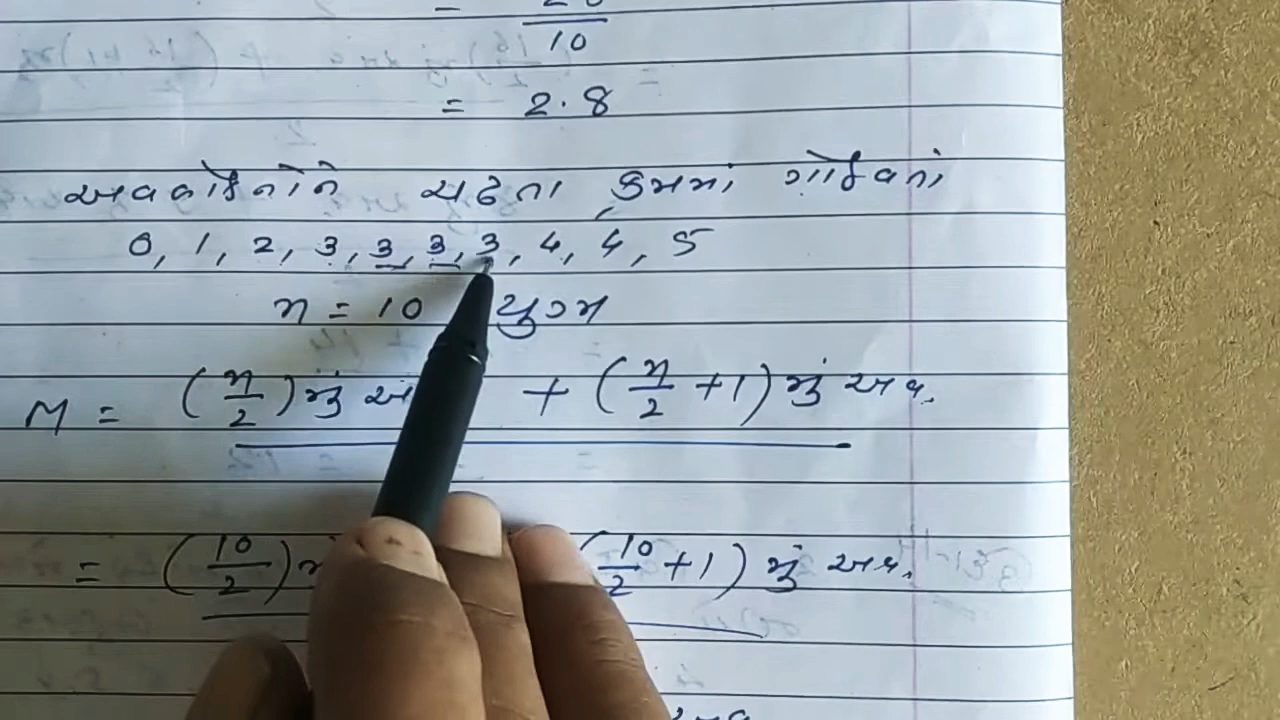 = 10
= 2.8
અવલોકનોને ચઢતા ક્રમમાં ગોઠવતાં
0, 1, 2, 3, 3, 3, 3, 4, 4, 5
n = 10 યુગ્મ
M = (n/2) મું + (n/2 + 1) મું અવ.
= (10/2) (10/2 + 1) મું અવ.